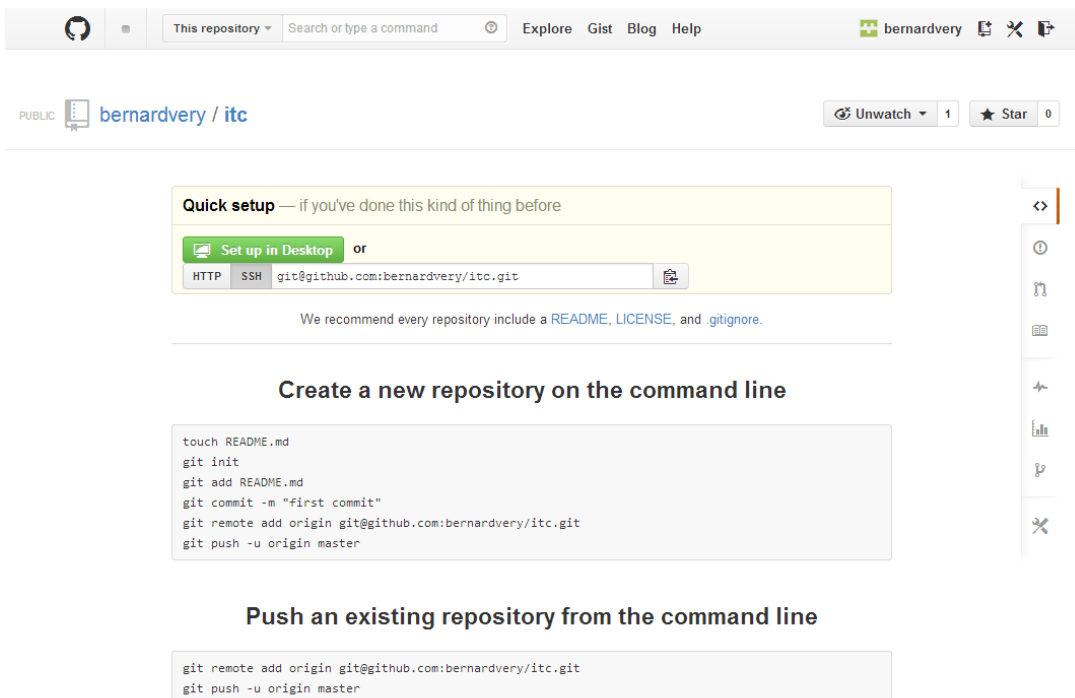 This repository Search or type a command Explore Gist Blog Help bernardvery
PUBLIC bernardvery / itc Unwatch 1 Star 0
Quick setup — if you've done this kind of thing before
Set up in Desktop or
HTTP SSH git@github.com:bernardvery/itc.git
We recommend every repository include a README, LICENSE, and .gitignore.
Create a new repository on the command line
touch README.md
git init
git add README.md
git commit -m "first commit"
git remote add origin git@github.com:bernardvery/itc.git
git push -u origin master
Push an existing repository from the command line
git remote add origin git@github.com:bernardvery/itc.git
git push -u origin master